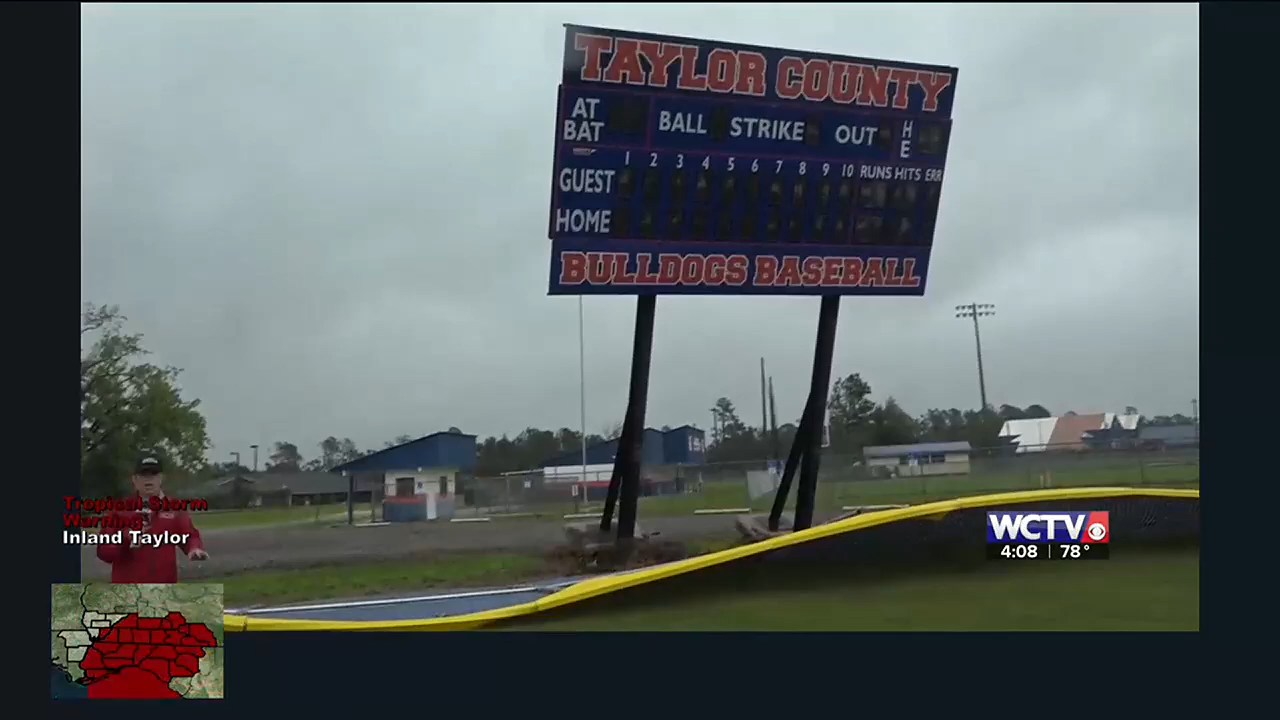 TAYLOR COUNTY
AT BAT BALL STRIKE OUT H E
1 2 3 4 5 6 7 8 9 10 RUNS HITS ERR
GUEST
HOME
BULLDOGS BASEBALL
Tropical Storm
Warning
Inland Taylor
WCTV
4:08 | 78°